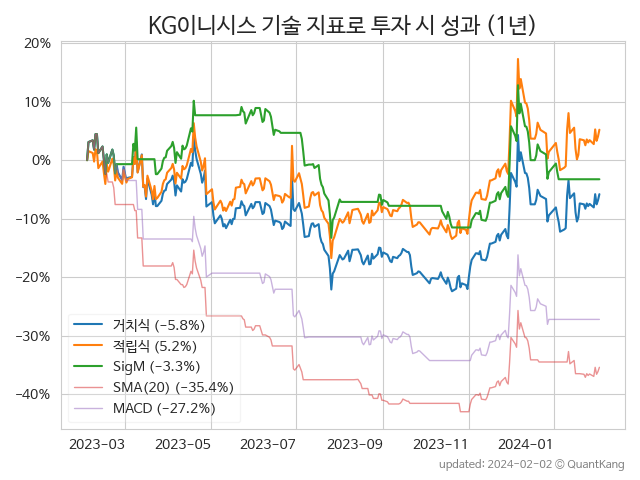 KG이니시스 기술 지표로 투자 시 성과 (1년)
20%
10%
0%
−10%
−20%
−30%
−40%
거치식 (−5.8%)
적립식 (5.2%)
SigM (−3.3%)
SMA(20) (−35.4%)
MACD (−27.2%)
2023−03 2023−05 2023−07 2023−09 2023−11 2024−01
updated: 2024−02−02 © QuantKang